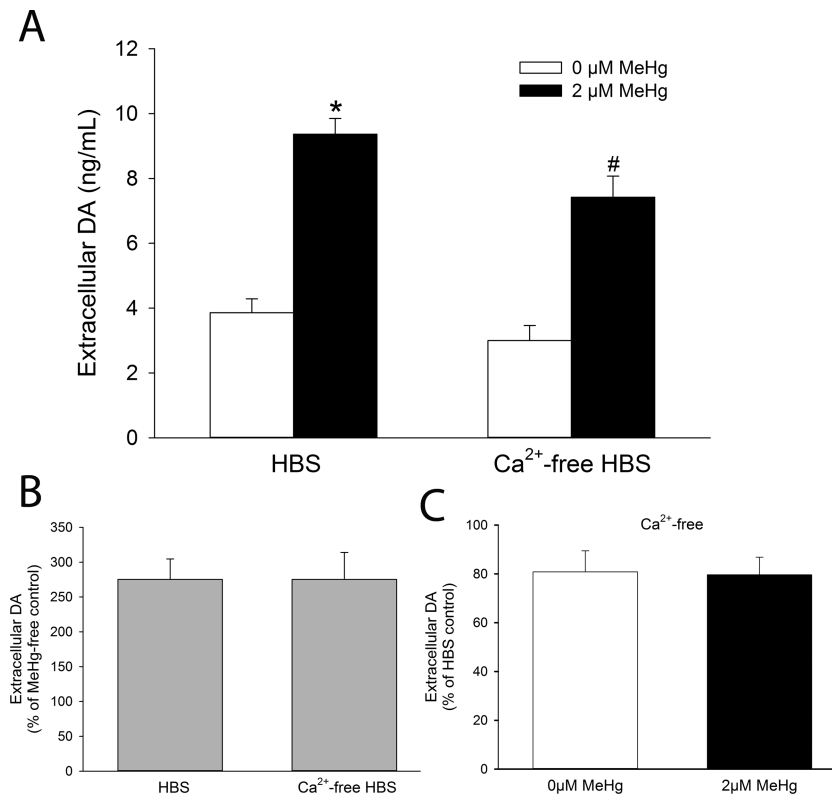 A
12
10
8
6
4
2
0
Extracellular DA (ng/mL)
0 µM MeHg
2 µM MeHg
*
#
HBS
Ca²⁺-free HBS
B
350
300
250
200
150
100
50
0
Extracellular DA
(% of MeHg-free control)
HBS
Ca²⁺-free HBS
C
Ca²⁺-free
100
80
60
40
20
0
Extracellular DA
(% of HBS control)
0µM MeHg
2µM MeHg